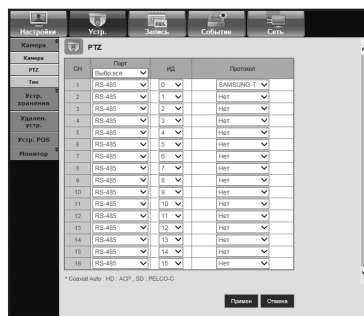 Настройки Устр. Запись Событие Сеть
Камера
Камера
PTZ
Тип
Устр. хранения
Удален. устр.
Устр. POS
Монитор
PTZ
CH Порт ИД Протокол
Выбр.все
1 RS-485 0 SAMSUNG-T
2 RS-485 1 Нет
3 RS-485 2 Нет
4 RS-485 3 Нет
5 RS-485 4 Нет
6 RS-485 5 Нет
7 RS-485 6 Нет
8 RS-485 7 Нет
9 RS-485 8 Нет
10 RS-485 9 Нет
11 RS-485 10 Нет
12 RS-485 11 Нет
13 RS-485 12 Нет
14 RS-485 13 Нет
15 RS-485 14 Нет
16 RS-485 15 Нет
* Coaxial Auto : HD : ACP , SD : PELCO-C
Примен Отмена